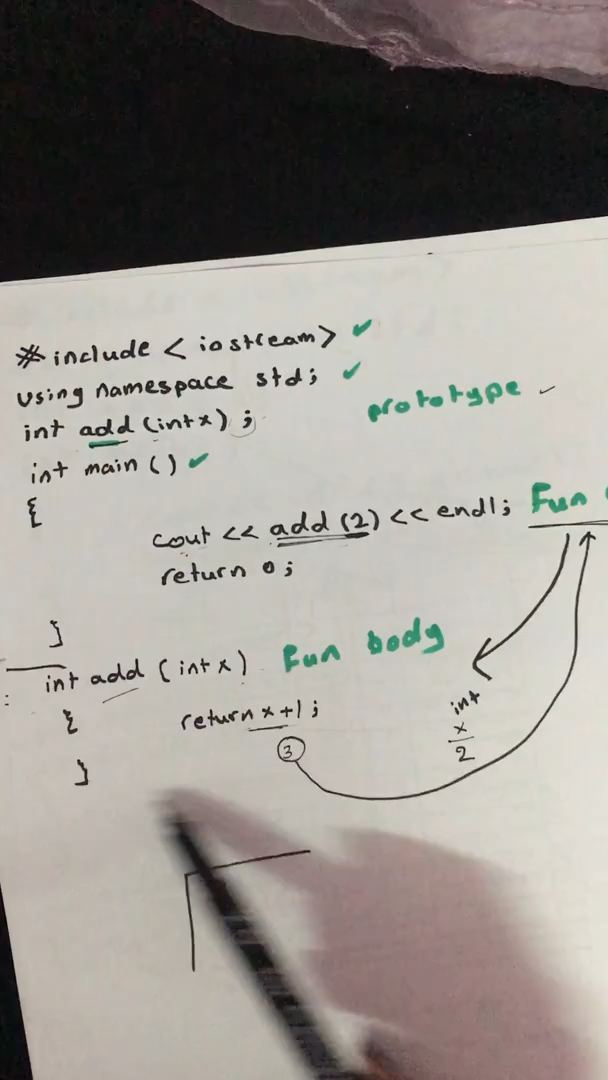 #include <iostream>
using namespace std;
int add (int x) ;
prototype
int main ()
{
cout << add (2) << endl; Fun
return 0;
}
int add (int x) Fun body
{ return x+1;
}
3
int
x
2